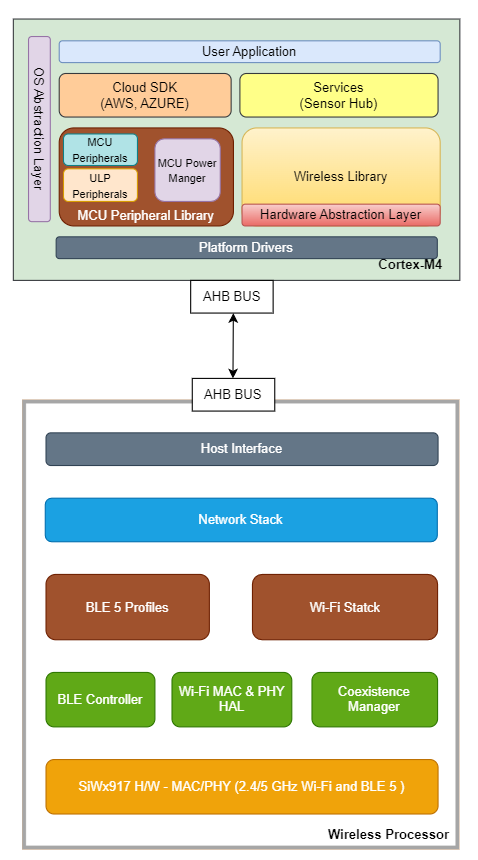 User Application
OS Abstraction Layer
Cloud SDK
(AWS, AZURE)
Services
(Sensor Hub)
MCU
Peripherals
ULP
Peripherals
MCU Power
Manger
MCU Peripheral Library
Wireless Library
Hardware Abstraction Layer
Platform Drivers
Cortex-M4
AHB BUS
AHB BUS
Host Interface
Network Stack
BLE 5 Profiles
Wi-Fi Statck
BLE Controller
Wi-Fi MAC & PHY
HAL
Coexistence
Manager
SiWx917 H/W - MAC/PHY (2.4/5 GHz Wi-Fi and BLE 5 )
Wireless Processor